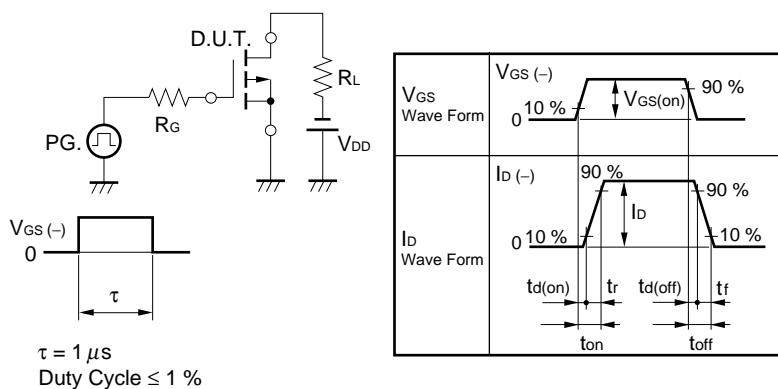 D.U.T.
RL
RG
PG.
VDD
VGS (−)
0
τ
τ = 1 μs
Duty Cycle ≤ 1 %
VGS
Wave Form
VGS (−)
10 %
0
VGS(on)
90 %
ID
Wave Form
ID (−)
90 %
90 %
ID
0 10 %
10 %
td(on) tr td(off) tf
ton toff